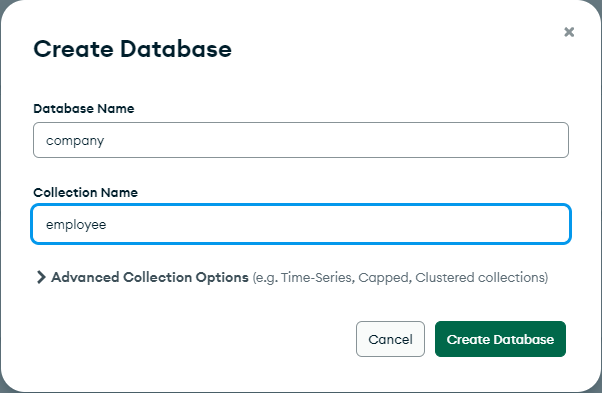 Create Database
Database Name
company
Collection Name
employee
Advanced Collection Options (e.g. Time-Series, Capped, Clustered collections)
Cancel Create Database